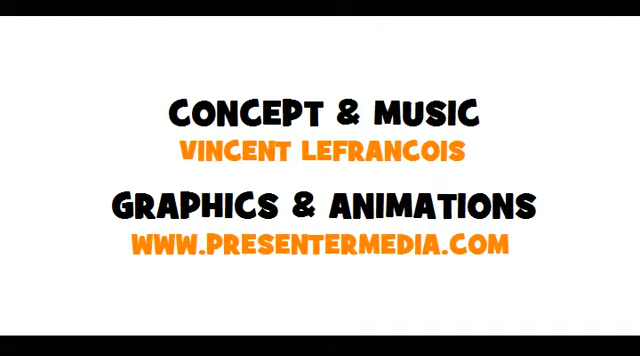 CONCEPT & MUSIC
VINCENT LEFRANCOIS
GRAPHICS & ANIMATIONS
WWW.PRESENTERMEDIA.COM